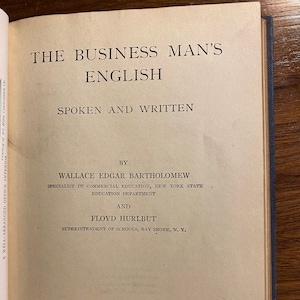 THE BUSINESS MAN'S
ENGLISH
SPOKEN AND WRITTEN
BY
WALLACE EDGAR BARTHOLOMEW
SPECIALIST IN COMMERCIAL EDUCATION, NEW YORK STATE
EDUCATION DEPARTMENT
AND
FLOYD HURLBUT
SUPERINTENDENT OF SCHOOLS, BAY SHORE, N. Y.